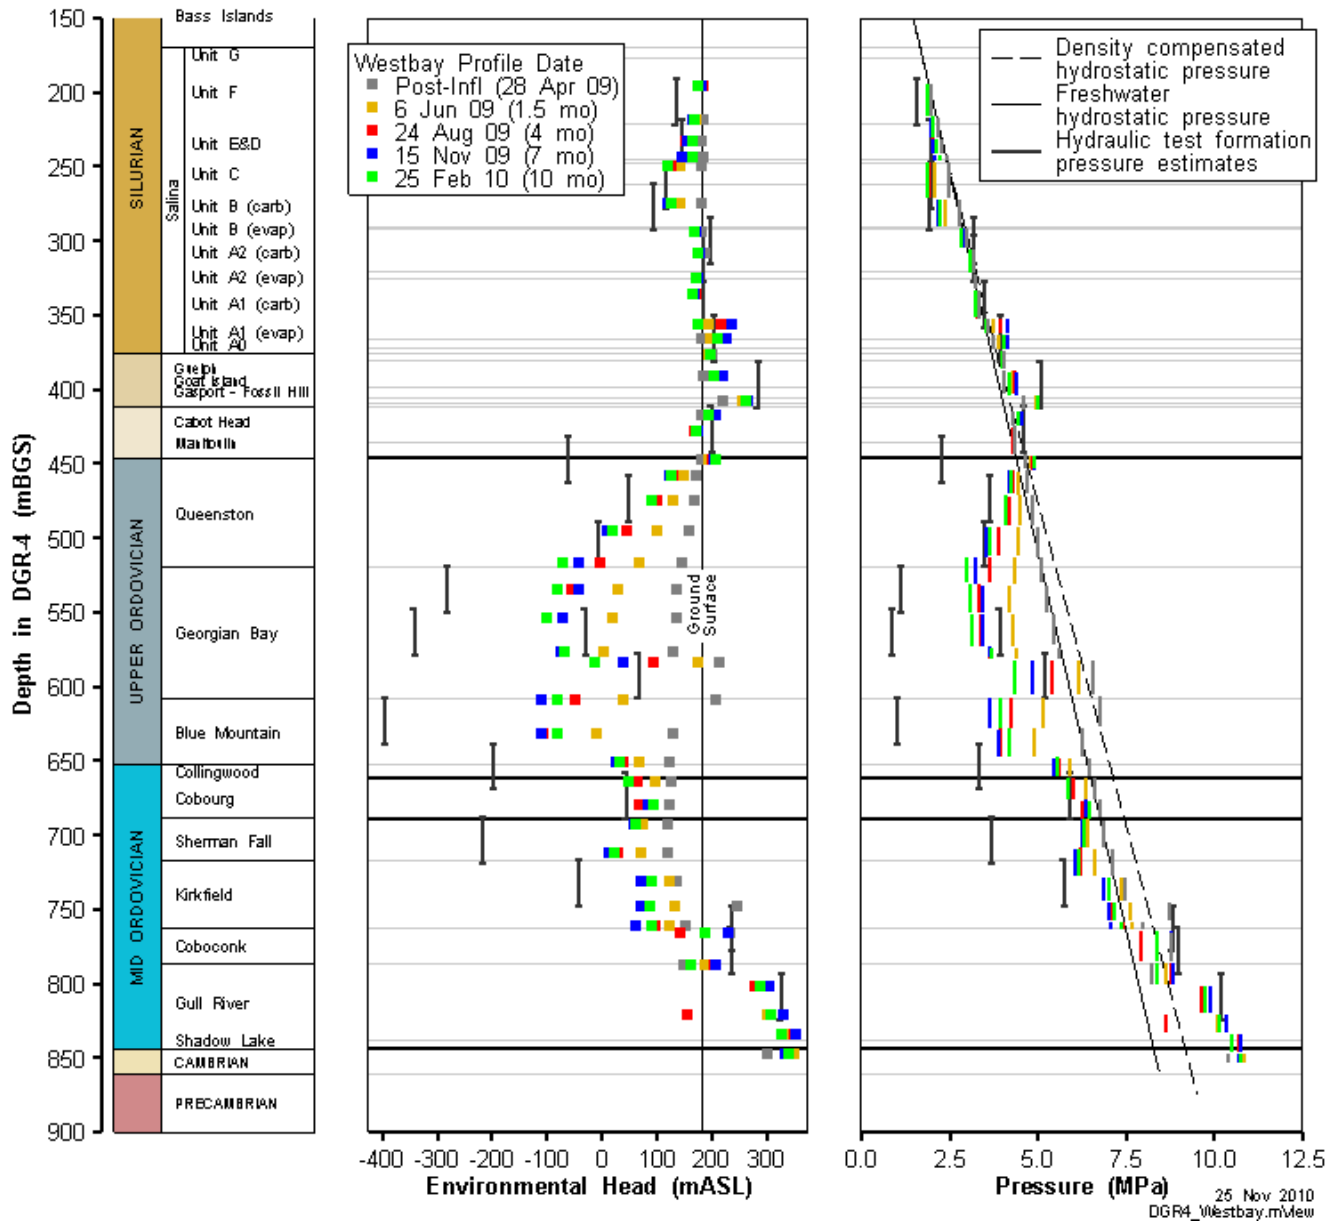 Depth in DGR-4 (mBGS)
150
200
250
300
350
400
450
500
550
600
650
700
750
800
850
900
SILURIAN
UPPER ORDOVICIAN
MID ORDOVICIAN
Salina
Bass Islands
Unit G
Unit F
Unit E&D
Unit C
Unit B (carb)
Unit B (evap)
Unit A2 (carb)
Unit A2 (evap)
Unit A1 (carb)
Unit A1 (evap)
Unit A0
Guelph
Goat Island
Gasport - Fossil Hill
Cabot Head
Manitoulin
Queenston
Georgian Bay
Blue Mountain
Collingwood
Cobourg
Sherman Fall
Kirkfield
Coboconk
Gull River
Shadow Lake
CAMBRIAN
PRECAMBRIAN
Westbay Profile Date
Post-Infl (28 Apr 09)
6 Jun 09 (1.5 mo)
24 Aug 09 (4 mo)
15 Nov 09 (7 mo)
25 Feb 10 (10 mo)
Ground
Surface
-400 -300 -200 -100 0 100 200 300
Environmental Head (mASL)
Density compensated
hydrostatic pressure
Freshwater
hydrostatic pressure
Hydraulic test formation
pressure estimates
0.0 2.5 5.0 7.5 10.0 12.5
Pressure (MPa)
25 Nov 2010
DGR4_Westbay.mView